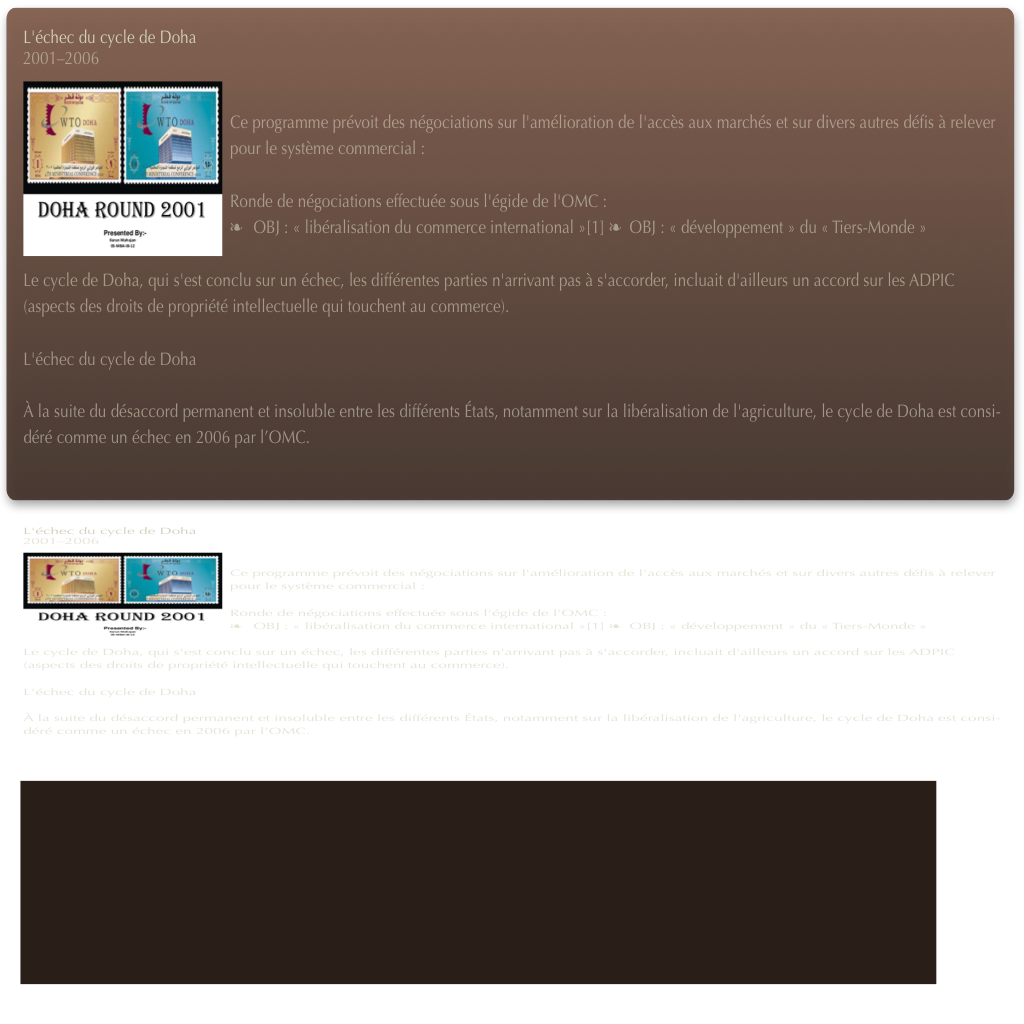 L'échec du cycle de Doha
2001–2006
WTO DOHA
WTO DOHA
DOHA ROUND 2001
Presented By:-
Karan Mahajan
Ce programme prévoit des négociations sur l'amélioration de l'accès aux marchés et sur divers autres défis à relever
pour le système commercial :
Ronde de négociations effectuée sous l'égide de l'OMC :
❧ OBJ : « libéralisation du commerce international »[1] ❧ OBJ : « développement » du « Tiers-Monde »
Le cycle de Doha, qui s'est conclu sur un échec, les différentes parties n'arrivant pas à s'accorder, incluait d'ailleurs un accord sur les ADPIC
(aspects des droits de propriété intellectuelle qui touchent au commerce).
L'échec du cycle de Doha
À la suite du désaccord permanent et insoluble entre les différents États, notamment sur la libéralisation de l'agriculture, le cycle de Doha est consi-
déré comme un échec en 2006 par l’OMC.
L'échec du cycle de Doha
2001–2006
WTO DOHA
WTO DOHA
DOHA ROUND 2001
Presented By:-
Ce programme prévoit des négociations sur l'amélioration de l'accès aux marchés et sur divers autres défis à relever
pour le système commercial :
Ronde de négociations effectuée sous l'égide de l'OMC :
❧ OBJ : « libéralisation du commerce international »[1] ❧ OBJ : « développement » du « Tiers-Monde »
Le cycle de Doha, qui s'est conclu sur un échec, les différentes parties n'arrivant pas à s'accorder, incluait d'ailleurs un accord sur les ADPIC
(aspects des droits de propriété intellectuelle qui touchent au commerce).
L'échec du cycle de Doha
À la suite du désaccord permanent et insoluble entre les différents États, notamment sur la libéralisation de l'agriculture, le cycle de Doha est consi-
déré comme un échec en 2006 par l’OMC.